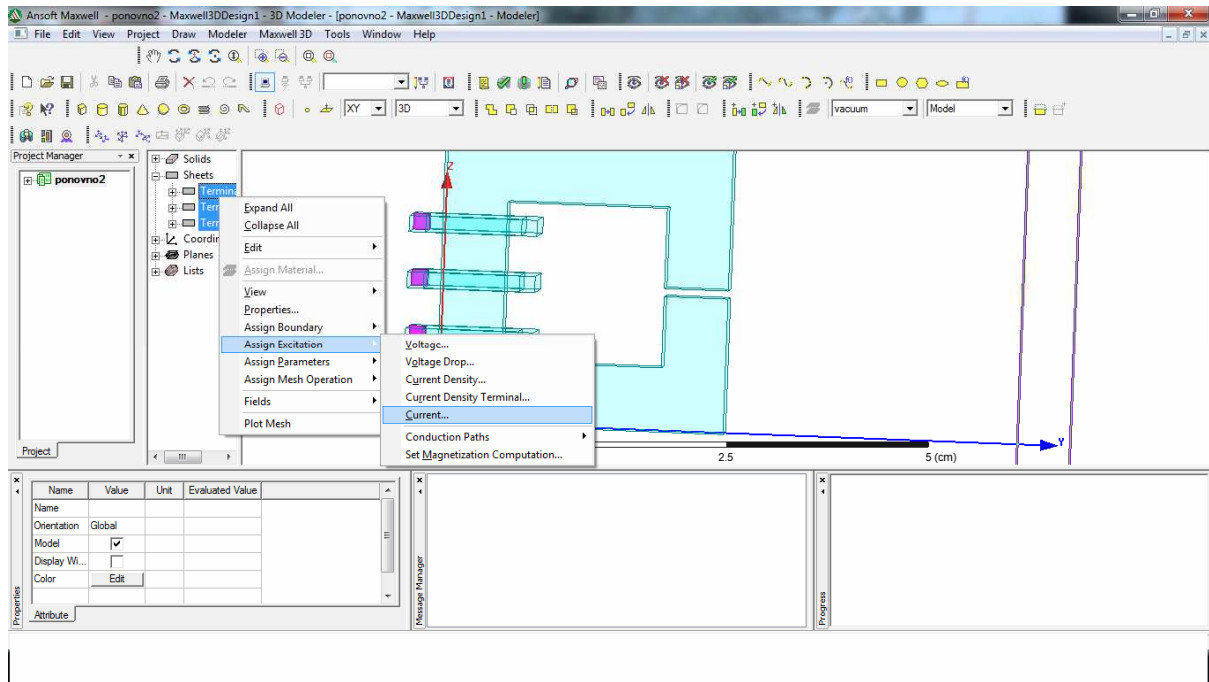 Ansoft Maxwell - ponovno2 - Maxwell3DDesign1 - 3D Modeler - [ponovno2 - Maxwell3DDesign1 - Modeler]
File Edit View Project Draw Modeler Maxwell 3D Tools Window Help
XY 3D vacuum Model
Project Manager
ponovno2
Project
Solids
Sheets
Termina
Term
Term
Coordin
Planes
Lists
Expand All
Collapse All
Edit
Assign Material...
View
Properties...
Assign Boundary
Assign Excitation
Assign Parameters
Assign Mesh Operation
Fields
Plot Mesh
Voltage...
Voltage Drop...
Current Density...
Current Density Terminal...
Current...
Conduction Paths
Set Magnetization Computation...
Z
Y
2.5
5 (cm)
Name Value Unit Evaluated Value
Name
Orientation Global
Model
Display Wi...
Color Edit
Attribute
Properties
Message Manager
Progress